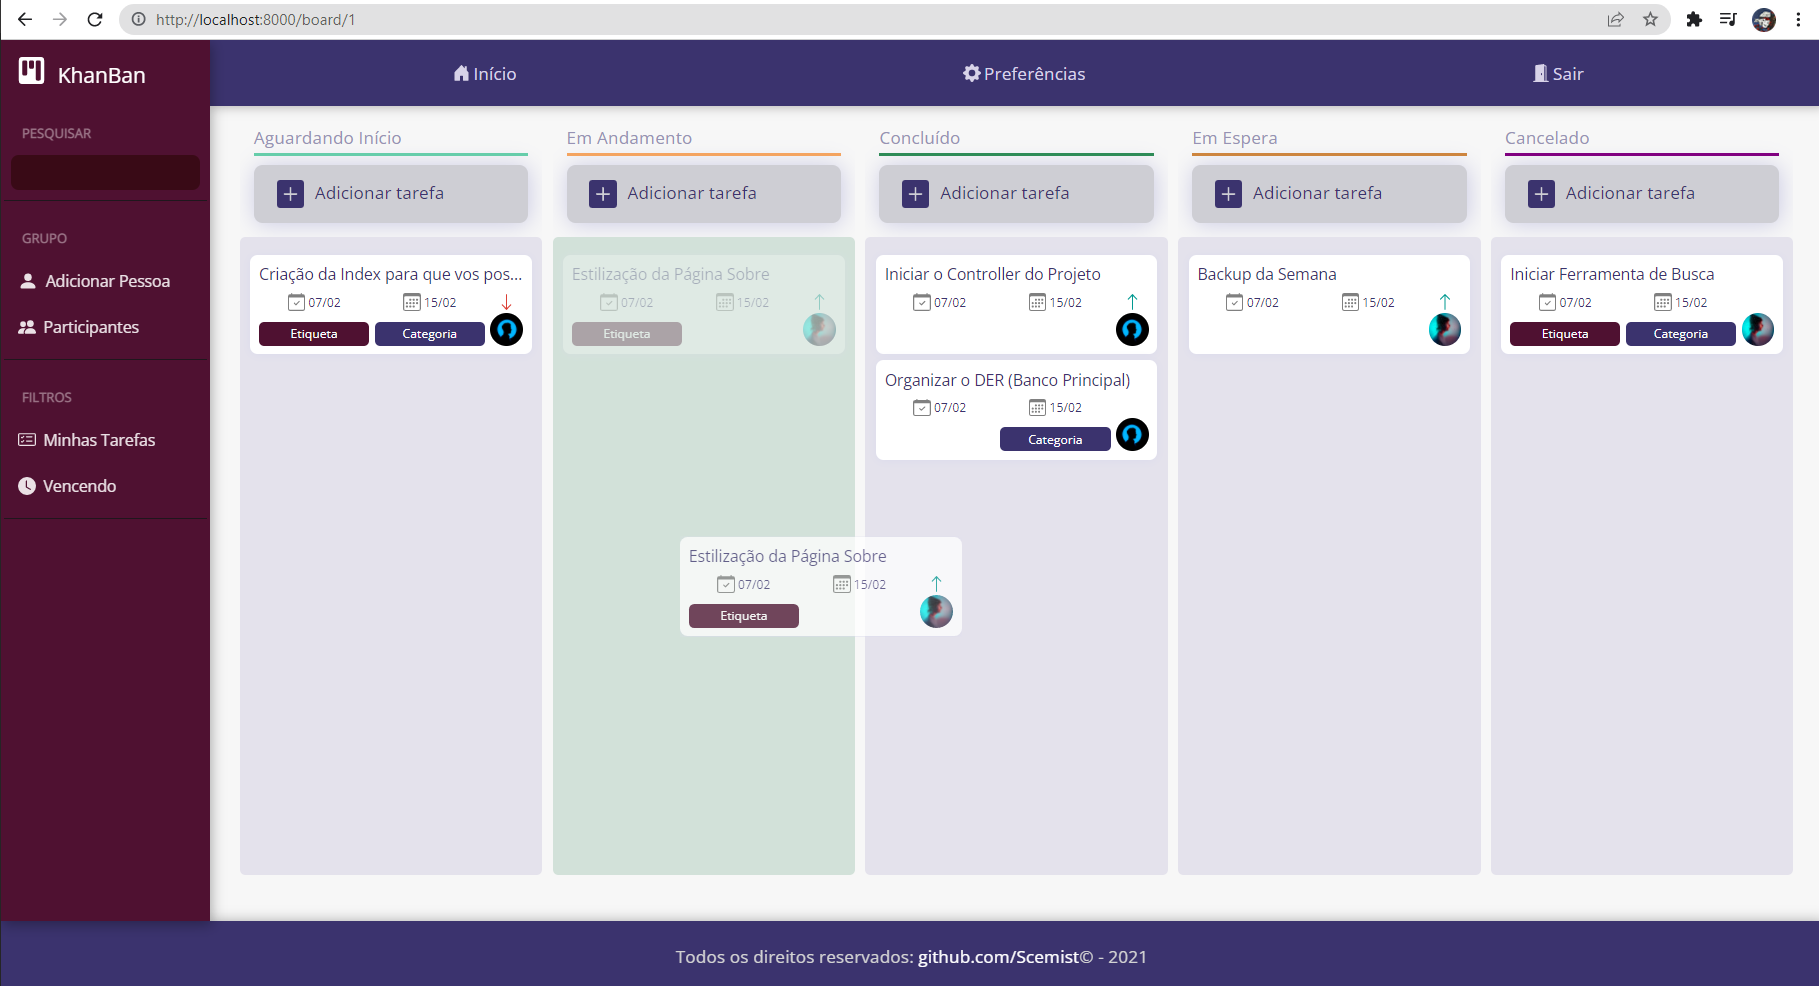 http://localhost:8000/board/1
KhanBan
Início
Preferências
Sair
PESQUISAR
GRUPO
Adicionar Pessoa
Participantes
FILTROS
Minhas Tarefas
Vencendo
Aguardando Início
Adicionar tarefa
Criação da Index para que vos pos...
07/02
15/02
Etiqueta
Categoria
Em Andamento
Adicionar tarefa
Estilização da Página Sobre
07/02
15/02
Etiqueta
Estilização da Página Sobre
07/02
15/02
Etiqueta
Concluído
Adicionar tarefa
Iniciar o Controller do Projeto
07/02
15/02
Organizar o DER (Banco Principal)
07/02
15/02
Categoria
Em Espera
Adicionar tarefa
Backup da Semana
07/02
15/02
Cancelado
Adicionar tarefa
Iniciar Ferramenta de Busca
07/02
15/02
Etiqueta
Categoria
Todos os direitos reservados: github.com/Scemist© - 2021